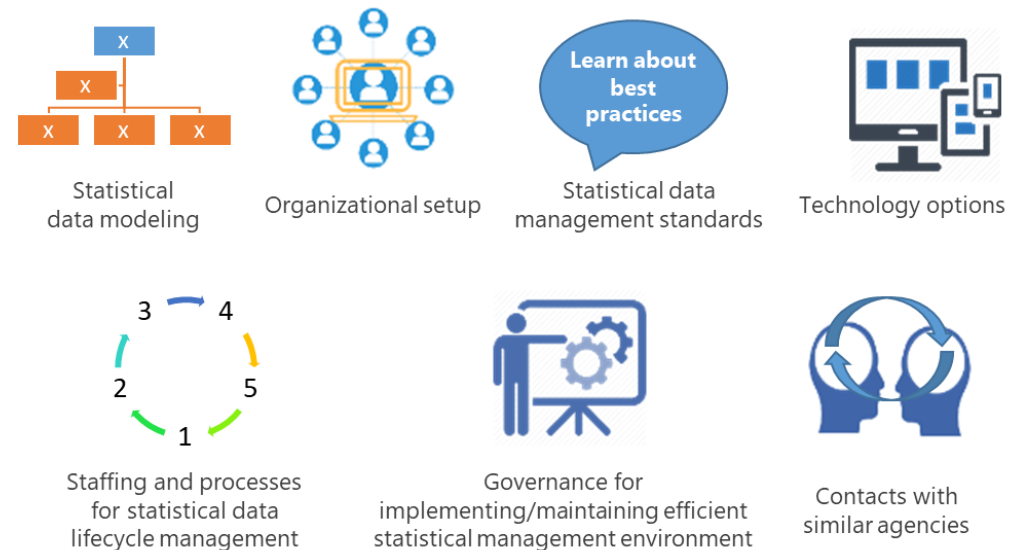 X
X
X
X
X
Learn about
best
practices
Statistical
data modeling
Organizational setup
Statistical data
management standards
Technology options
3
4
2
5
1
Staffing and processes
for statistical data
lifecycle management
Governance for
implementing/maintaining efficient
statistical management environment
Contacts with
similar agencies